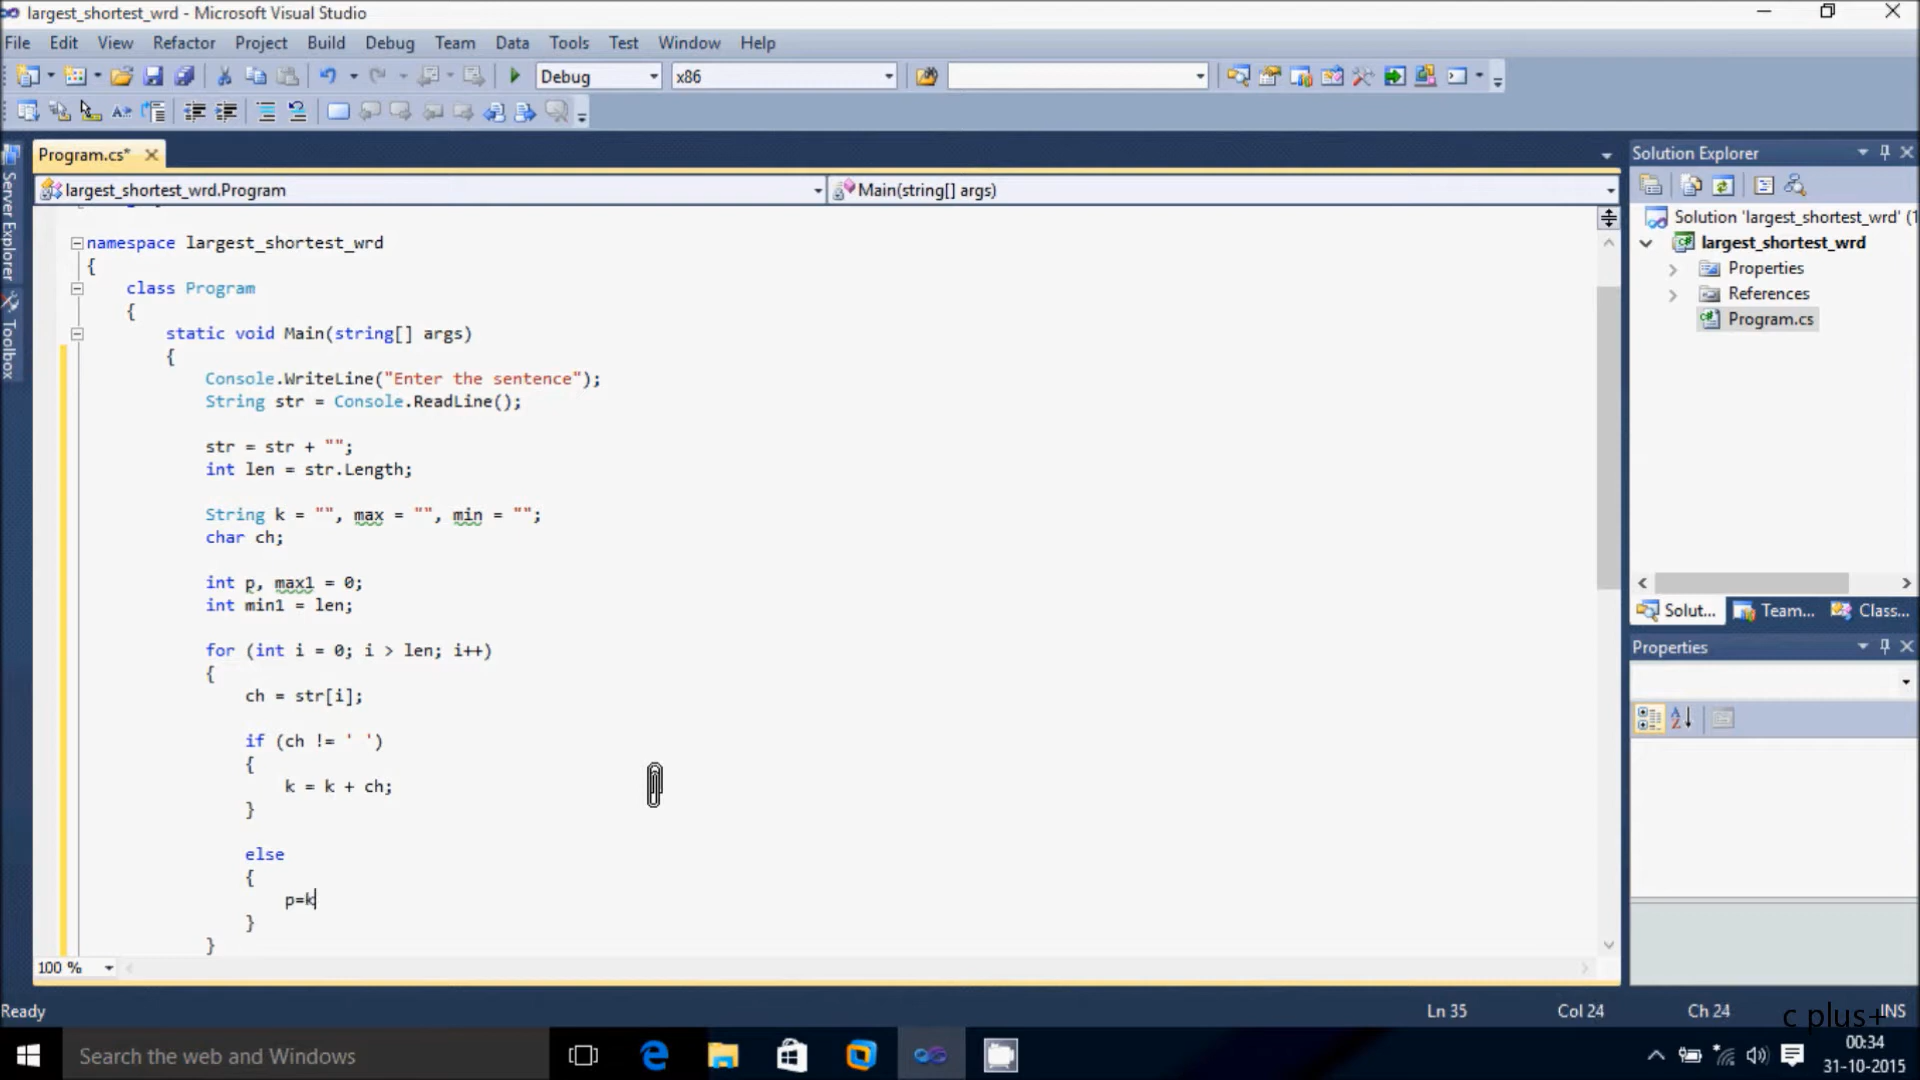 largest_shortest_wrd - Microsoft Visual Studio
File Edit View Refactor Project Build Debug Team Data Tools Test Window Help
Debug x86
Program.cs*
largest_shortest_wrd.Program Main(string[] args)
Server Explorer
Toolbox
namespace largest_shortest_wrd
{
class Program
{
static void Main(string[] args)
{
Console.WriteLine("Enter the sentence");
String str = Console.ReadLine();
str = str + "";
int len = str.Length;
String k = "", max = "", min = "";
char ch;
int p, max1 = 0;
int min1 = len;
for (int i = 0; i > len; i++)
{
ch = str[i];
if (ch != ' ')
{
k = k + ch;
}
else
{
p=k
}
}
100 %
Solution Explorer
Solution 'largest_shortest_wrd' (1
largest_shortest_wrd
Properties
References
Program.cs
Solut... Team... Class...
Properties
Ready Ln 35 Col 24 Ch 24 INS
c plus+
Search the web and Windows
00:34
31-10-2015